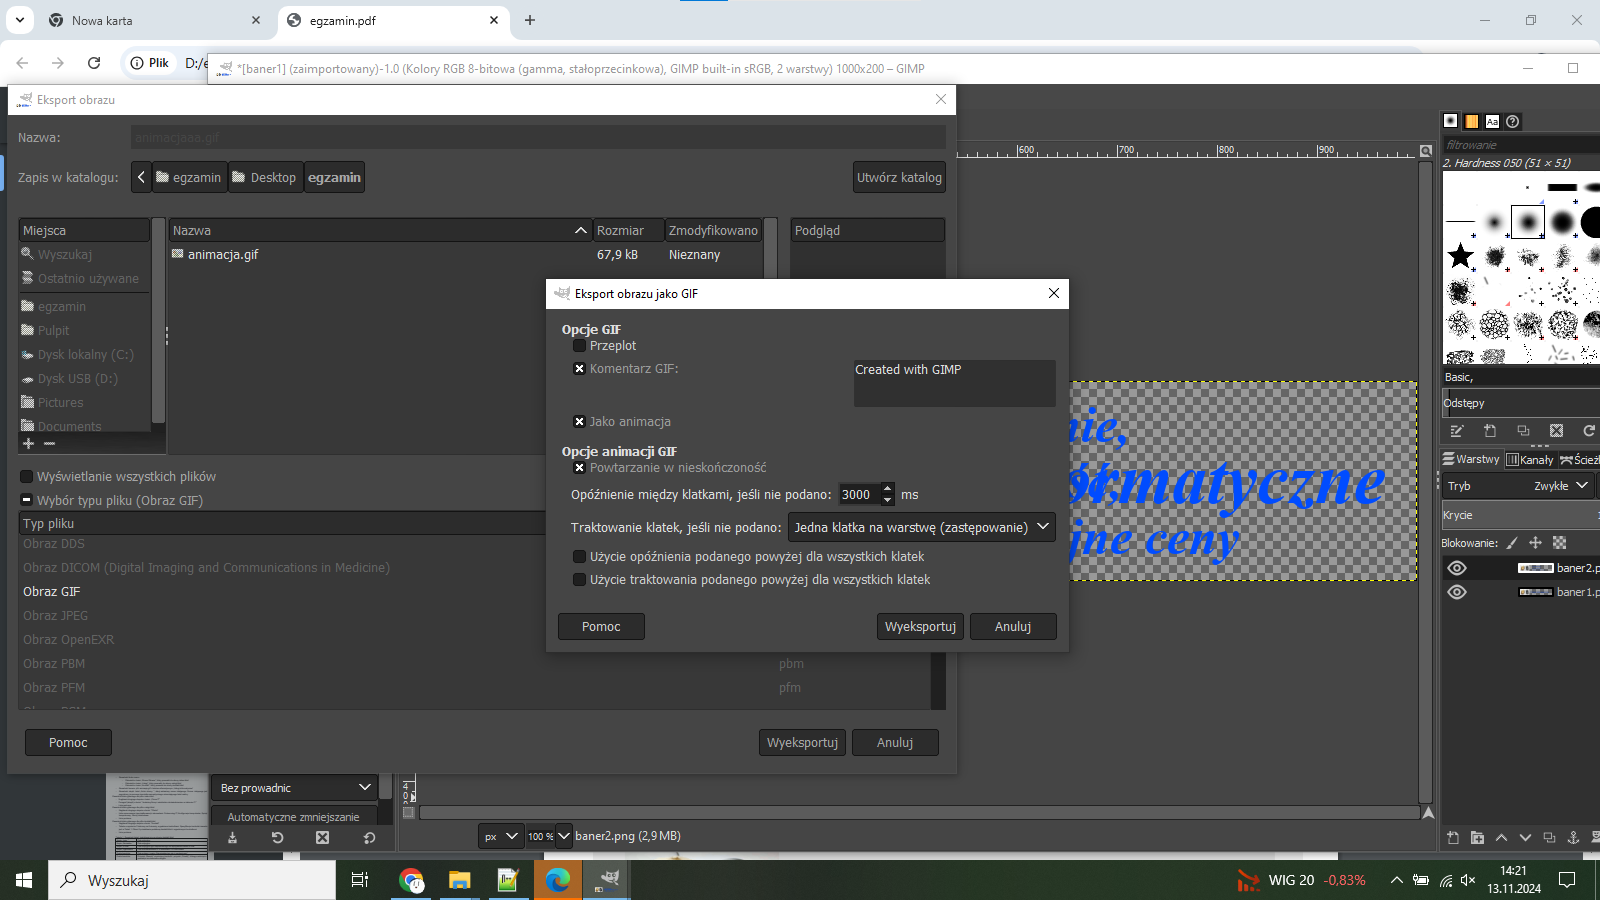 Nowa karta
egzamin.pdf
Plik
D:/e
*[baner1] (zaimportowany)-1.0 (Kolory RGB 8-bitowa (gamma, stałoprzecinkowa), GIMP built-in sRGB, 2 warstwy) 1000x200 – GIMP
Eksport obrazu
Nazwa:
animacjaaa.gif
Zapis w katalogu:
egzamin
Desktop
egzamin
Utwórz katalog
Miejsca
Wyszukaj
Ostatnio używane
egzamin
Pulpit
Dysk lokalny (C:)
Dysk USB (D:)
Pictures
Documents
Nazwa
Rozmiar
Zmodyfikowano
animacja.gif
67,9 kB
Nieznany
Podgląd
Wyświetlanie wszystkich plików
Wybór typu pliku (Obraz GIF)
Typ pliku
Obraz DDS
Obraz DICOM (Digital Imaging and Communications in Medicine)
Obraz GIF
Obraz JPEG
Obraz OpenEXR
Obraz PBM
pbm
Obraz PFM
pfm
Pomoc
Wyeksportuj
Anuluj
Eksport obrazu jako GIF
Opcje GIF
Przeplot
Komentarz GIF:
Created with GIMP
Jako animacja
Opcje animacji GIF
Powtarzanie w nieskończoność
Opóźnienie między klatkami, jeśli nie podano:
3000
ms
Traktowanie klatek, jeśli nie podano:
Jedna klatka na warstwę (zastępowanie)
Użycie opóźnienia podanego powyżej dla wszystkich klatek
Użycie traktowania podanego powyżej dla wszystkich klatek
Pomoc
Wyeksportuj
Anuluj
600
700
800
900
nie,
ormatyczne
jne ceny
filtrowanie
2. Hardness 050 (51 × 51)
Basic,
Odstępy
Warstwy
Kanały
Ścieżk
Tryb
Zwykłe
Krycie
Blokowanie:
baner2.p
baner1.p
Bez prowadnic
Automatyczne zmniejszanie
px
100 %
baner2.png (2,9 MB)
Wyszukaj
WIG 20
-0,83%
14:21
13.11.2024